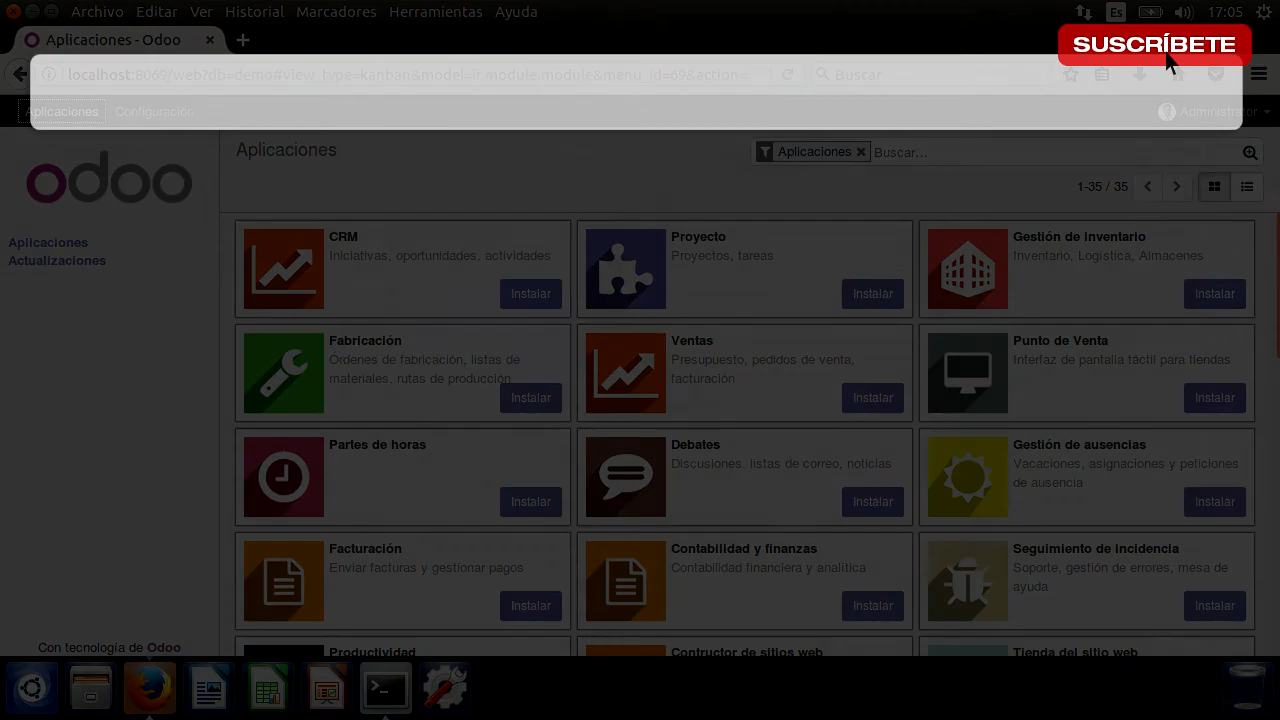 Archivo Editar Ver Historial Marcadores Herramientas Ayuda Es 17:05
Aplicaciones - Odoo
SUSCRÍBETE
localhost:8069/web?db=demo#view_type=kanban&model=ir.module.module&menu_id=69&action= Buscar
Aplicaciones Configuración Administrator
odoo
Aplicaciones
Actualizaciones
Con tecnología de Odoo
Aplicaciones
Aplicaciones Buscar...
1-35 / 35
CRM
Iniciativas, oportunidades, actividades
Instalar
Proyecto
Proyectos, tareas
Instalar
Gestión de inventario
Inventario, Logística, Almacenes
Instalar
Fabricación
Órdenes de fabricación, listas de
materiales, rutas de producción
Instalar
Ventas
Presupuesto, pedidos de venta,
facturación
Instalar
Punto de Venta
Interfaz de pantalla táctil para tiendas
Instalar
Partes de horas
Instalar
Debates
Discusiones, listas de correo, noticias
Instalar
Gestión de ausencias
Vacaciones, asignaciones y peticiones
de ausencia
Instalar
Facturación
Enviar facturas y gestionar pagos
Instalar
Contabilidad y finanzas
Contabilidad financiera y analítica
Instalar
Seguimiento de incidencia
Soporte, gestión de errores, mesa de
ayuda
Instalar
Productividad
Contructor de sitios web
Tienda del sitio web